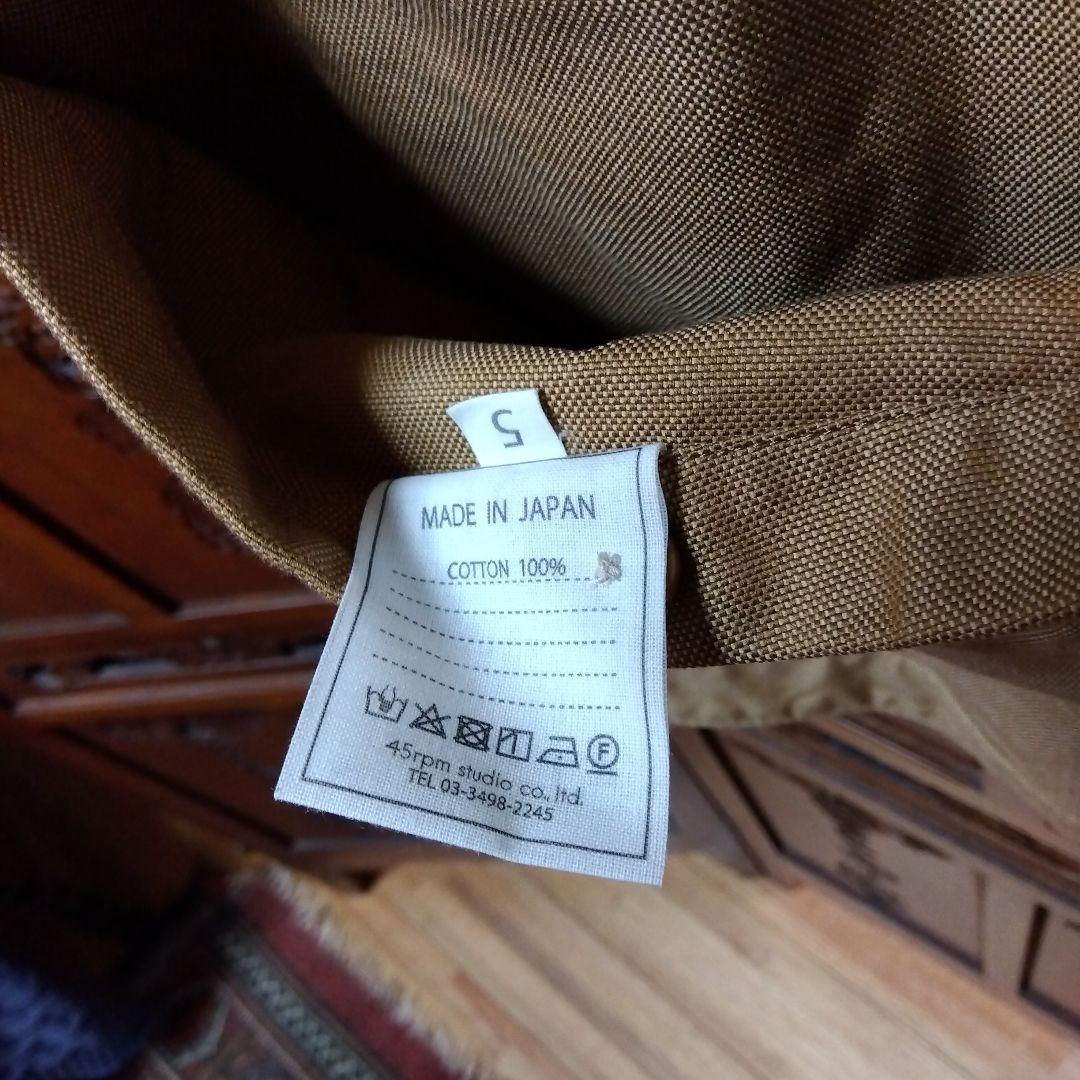 5
MADE IN JAPAN
COTTON 100%
F
45rpm studio co., ltd.
TEL 03-3498-2245